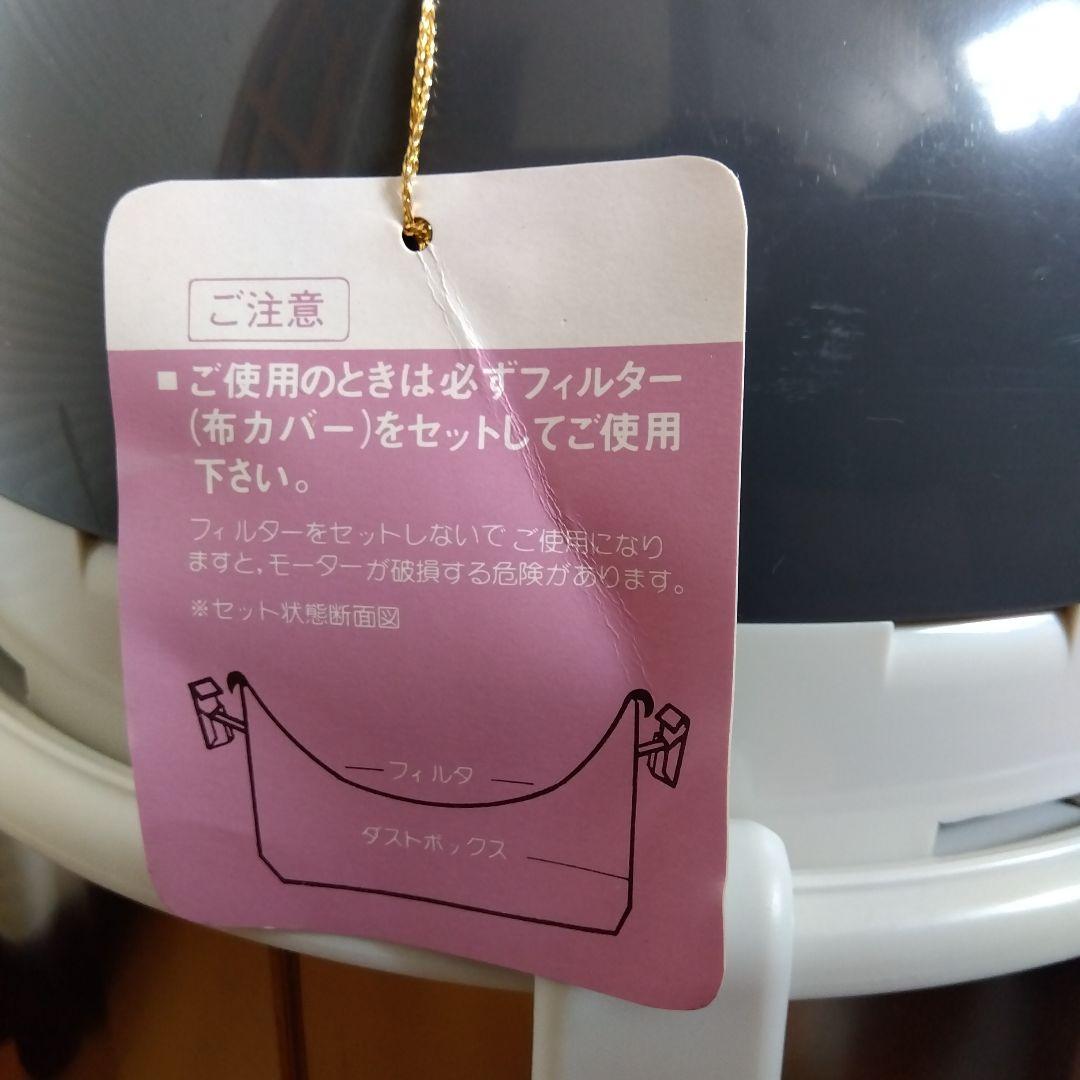 ご注意
■ご使用のときは必ずフィルター
(布カバー)をセットしてご使用
下さい。
フィルターをセットしないでご使用になり
ますと,モーターが破損する危険があります。
※セット状態断面図
フィルタ
ダストボックス